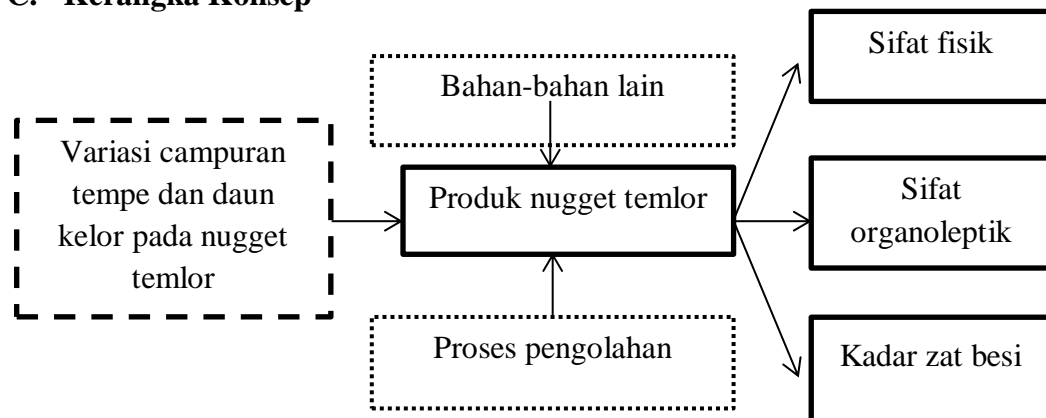 C. Kerangka Konsep
Bahan-bahan lain
Variasi campuran
tempe dan daun
kelor pada nugget
temlor
Produk nugget temlor
Proses pengolahan
Sifat fisik
Sifat
organoleptik
Kadar zat besi